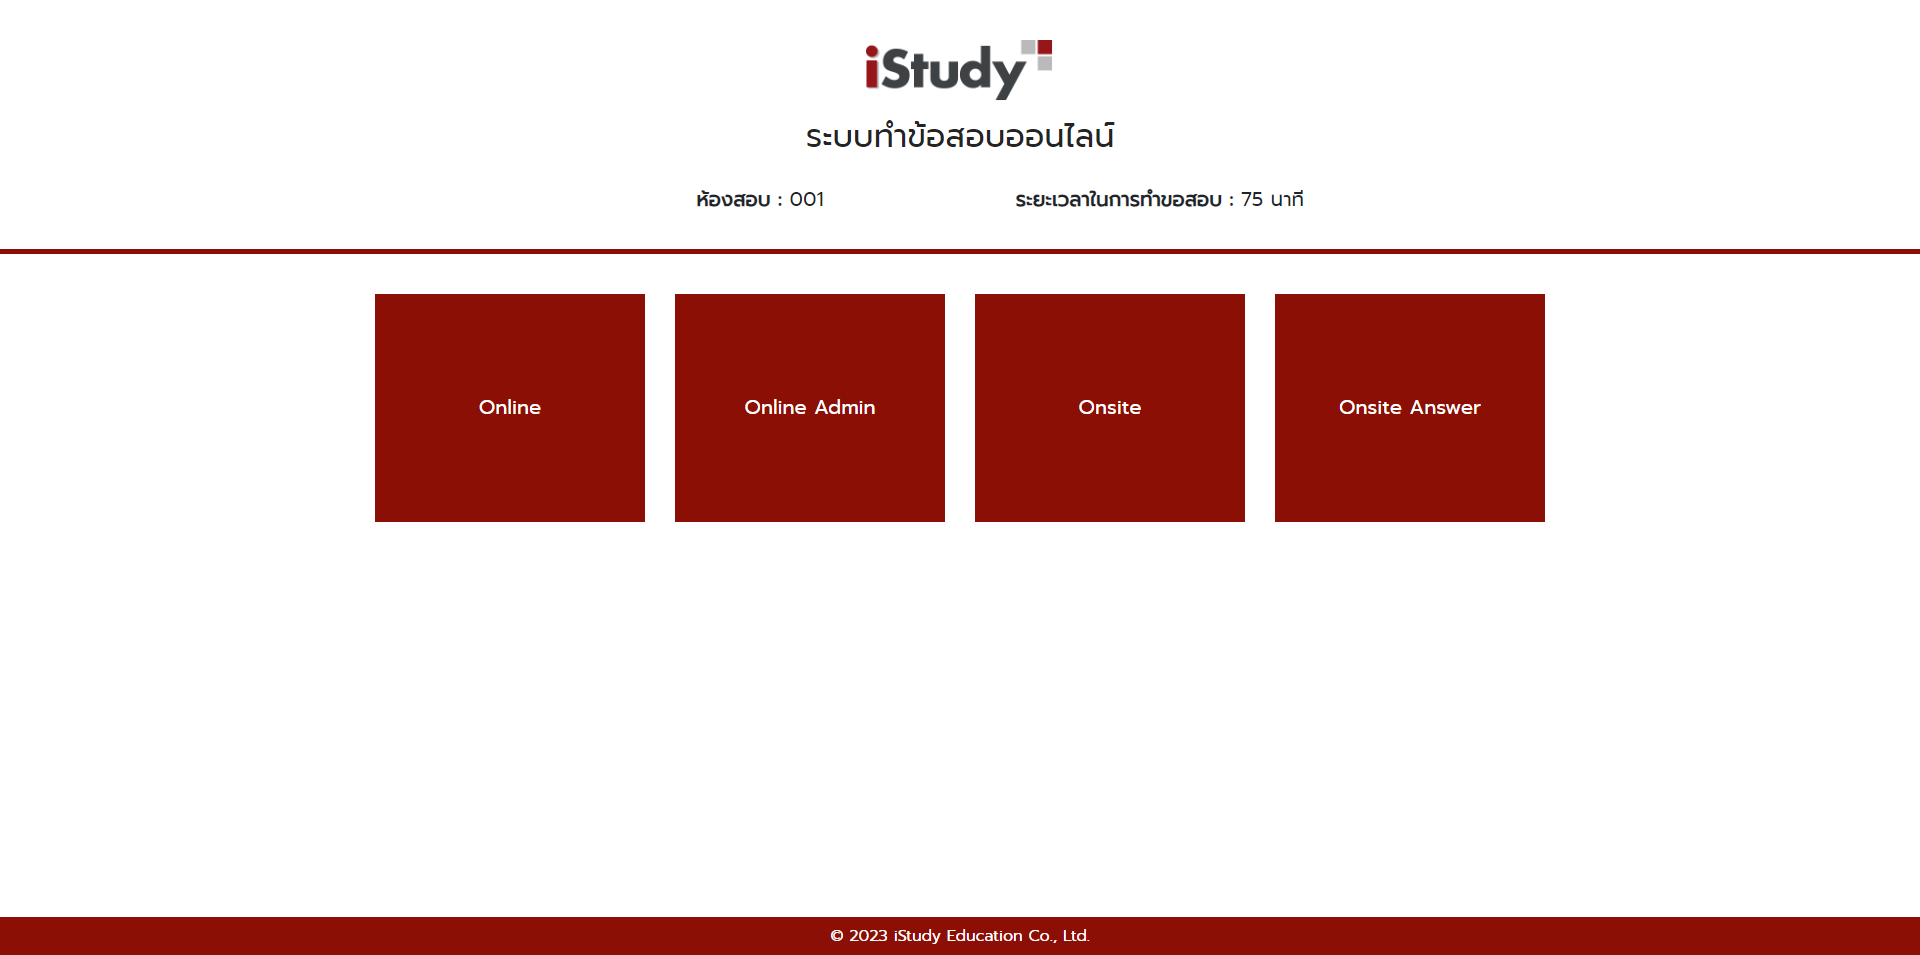 iStudy
ระบบทำข้อสอบออนไลน์
ห้องสอบ : 001
ระยะเวลาในการทำขอสอบ : 75 นาที
Online
Online Admin
Onsite
Onsite Answer
© 2023 iStudy Education Co., Ltd.